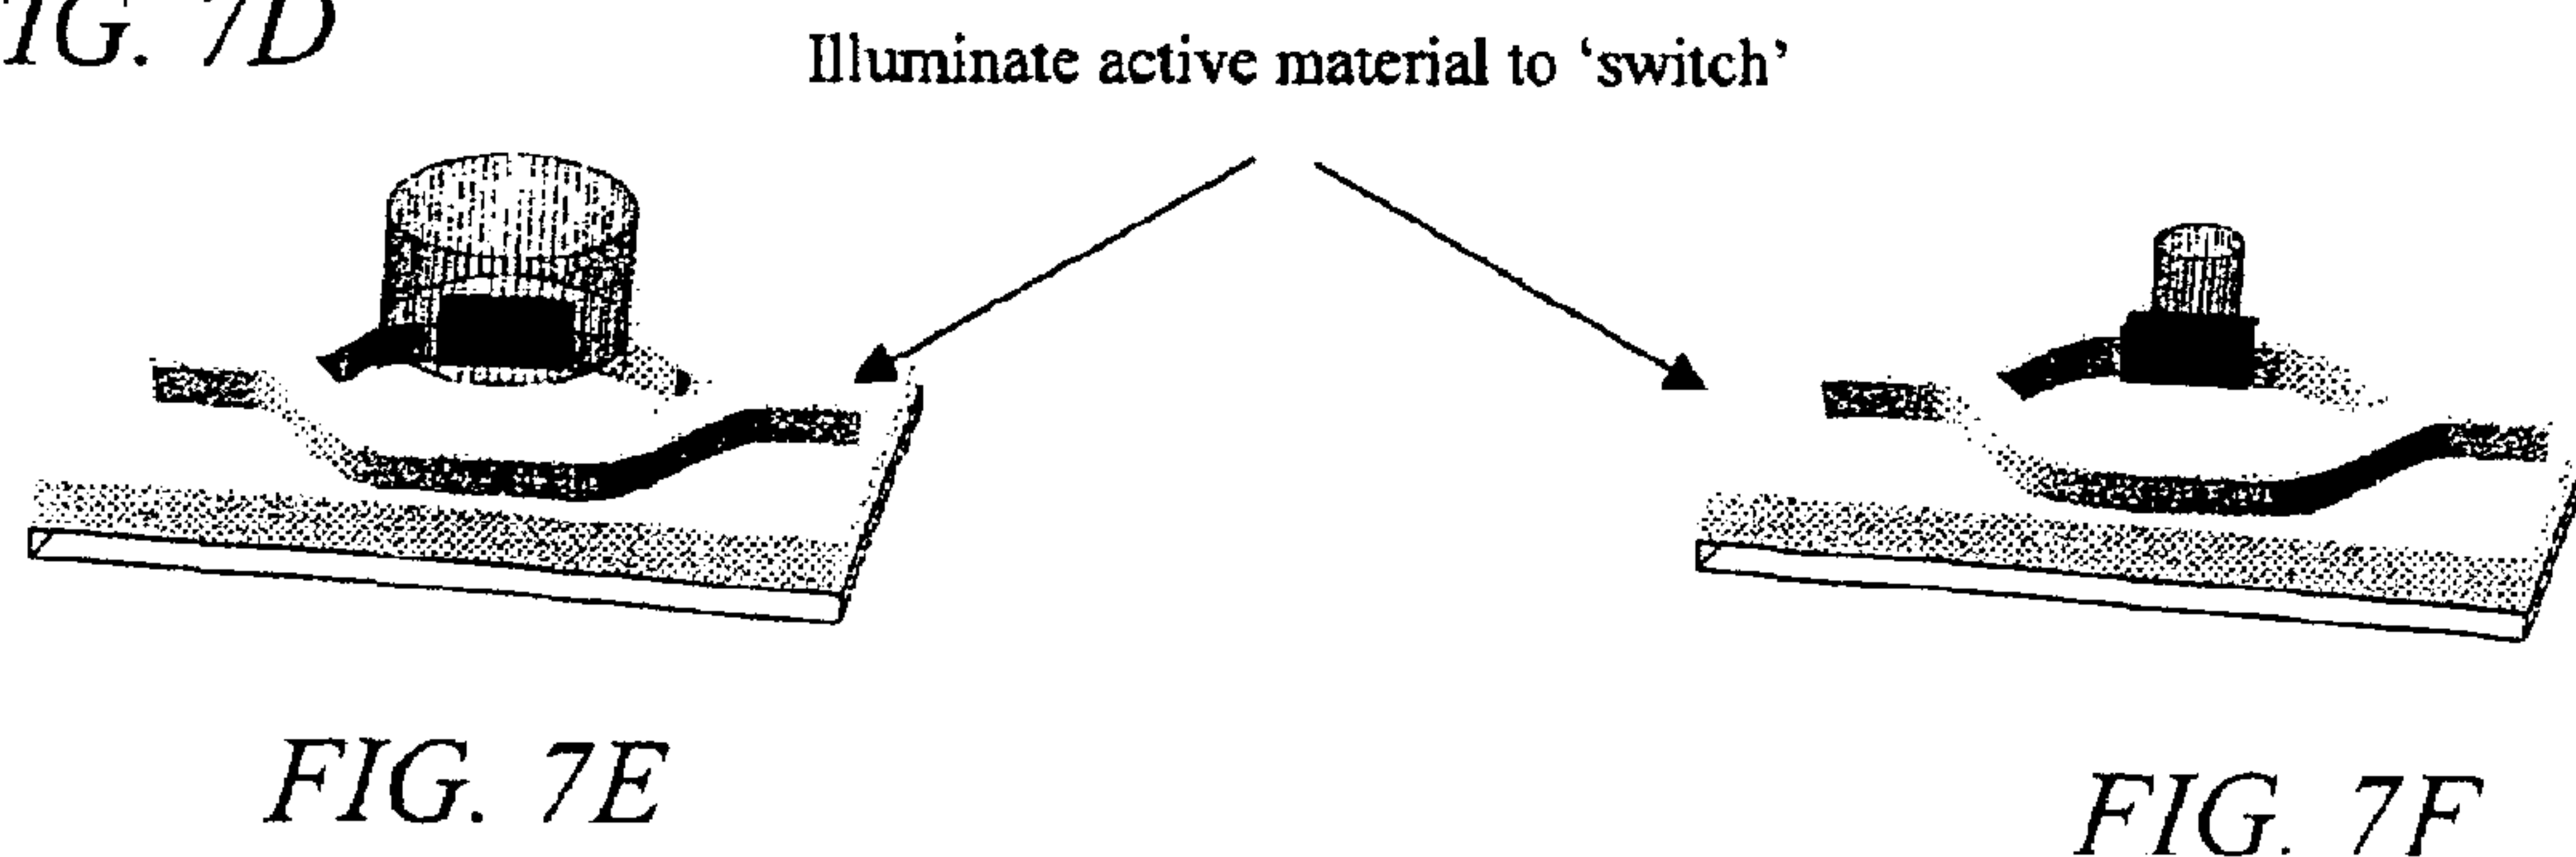 IG. 7D
Illuminate active material to ‘switch’
FIG. 7E
FIG. 7F